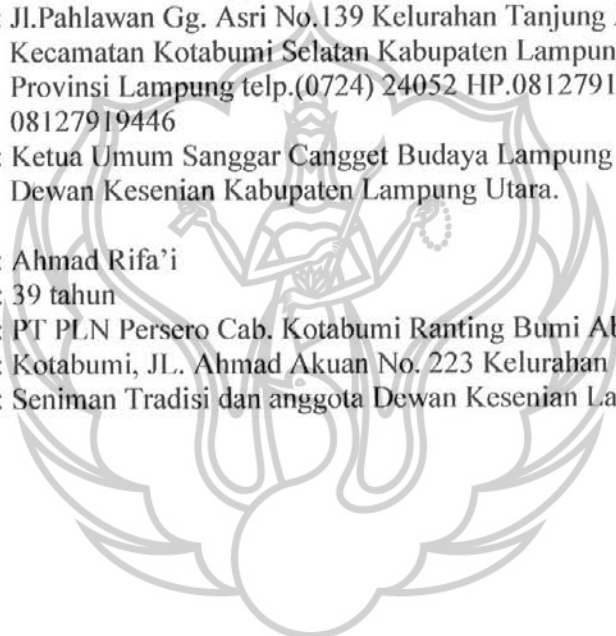 : Jl.Pahlawan Gg. Asri No.139 Kelurahan Tanjung
Kecamatan Kotabumi Selatan Kabupaten Lampun
Provinsi Lampung telp.(0724) 24052 HP.0812791
08127919446
: Ketua Umum Sanggar Cangget Budaya Lampung
Dewan Kesenian Kabupaten Lampung Utara.
: Ahmad Rifa'i
: 39 tahun
: PT PLN Persero Cab. Kotabumi Ranting Bumi Ab
: Kotabumi, JL. Ahmad Akuan No. 223 Kelurahan
: Seniman Tradisi dan anggota Dewan Kesenian La